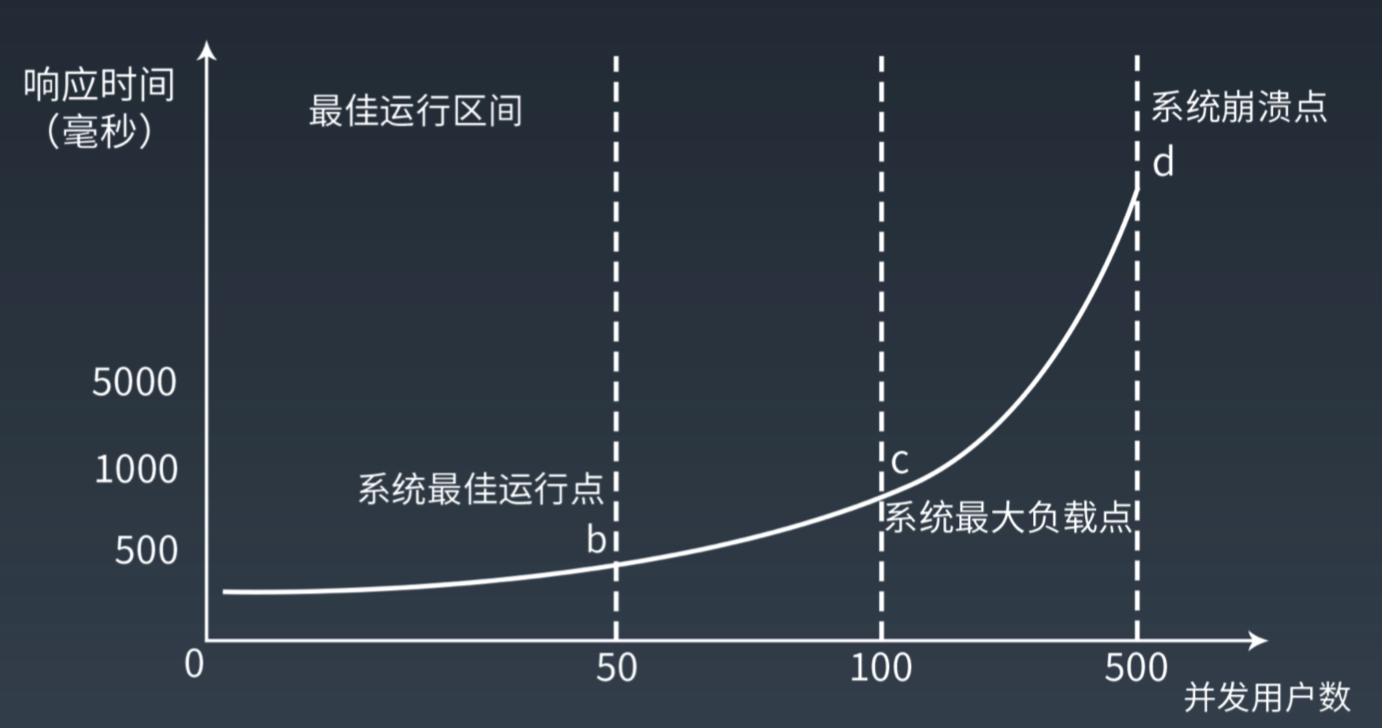 响应时间
（毫秒）
最佳运行区间
系统崩溃点
d
5000
1000
500
系统最佳运行点
b
c
系统最大负载点
0
50
100
500
并发用户数